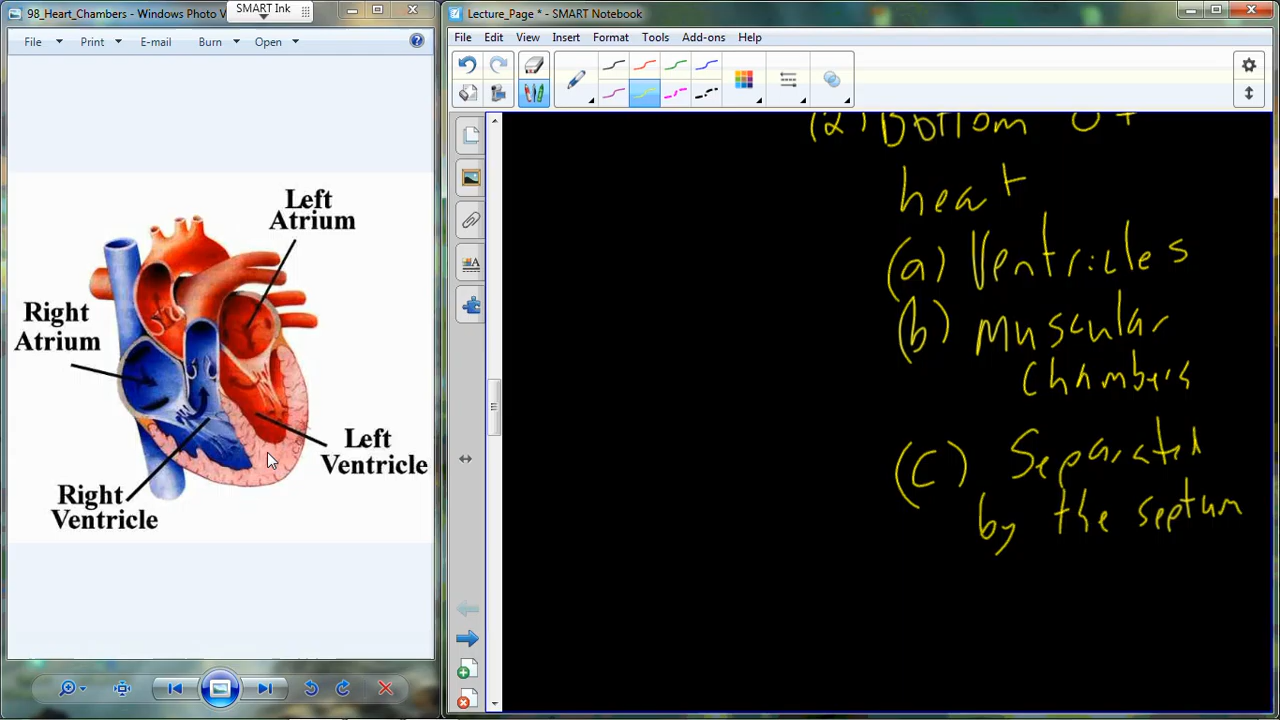 98_Heart_Chambers - Windows Photo V
SMART Ink
File Print E-mail Burn Open
Left
Atrium
Right
Atrium
Left
Ventricle
Right
Ventricle
Lecture_Page * - SMART Notebook
File Edit View Insert Format Tools Add-ons Help
(2) Bottom of
heart
(a) Ventricles
(b) Muscular
Chambers
(C) Separated
by the septum